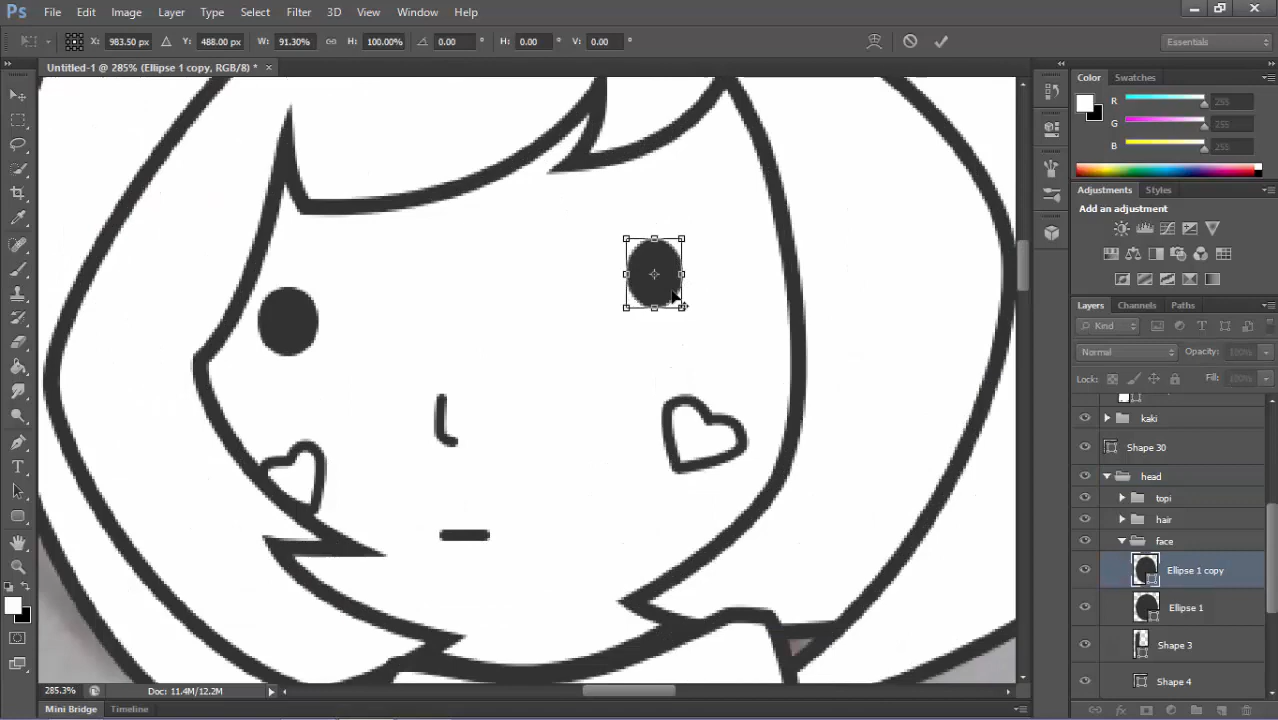 Ps File Edit Image Layer Type Select Filter 3D View Window Help
X: 983.50 px Y: 488.00 px W: 91.30% H: 100.00% 0.00 ° H: 0.00 ° V: 0.00 ° Essentials
Untitled-1 @ 285% (Ellipse 1 copy, RGB/8) * ×
Color Swatches
R 255
G 255
B 255
Adjustments Styles
Add an adjustment
Layers Channels Paths
Kind
Normal Opacity:
Lock: Fill:
kaki
Shape 30
head
topi
hair
face
Ellipse 1 copy
Ellipse 1
Shape 3
Shape 4
285.3% Doc: 11.4M/12.2M
Mini Bridge Timeline